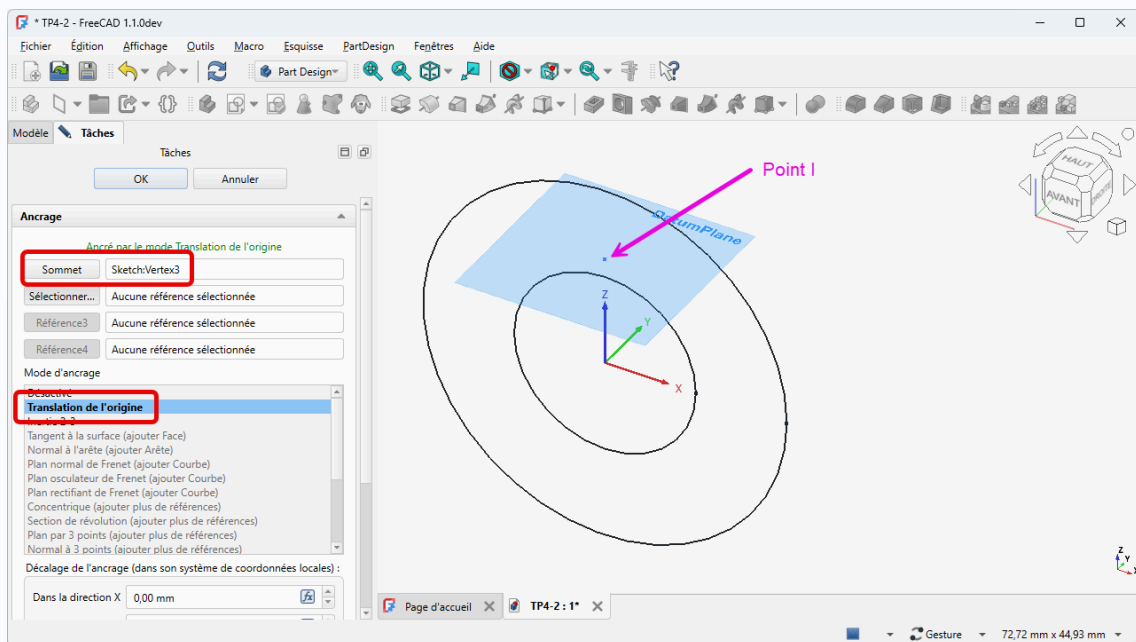 * TP4-2 - FreeCAD 1.1.0dev
Fichier Édition Affichage Outils Macro Esquisse PartDesign Fenêtres Aide
Part Design
Modèle Tâches
Tâches
OK Annuler
Ancrage
Ancré par le mode Translation de l'origine
Sommet Sketch:Vertex3
Sélectionner... Aucune référence sélectionnée
Référence3 Aucune référence sélectionnée
Référence4 Aucune référence sélectionnée
Mode d'ancrage
Désactivé
Translation de l'origine
Inertie 2-3
Tangent à la surface (ajouter Face)
Normal à l'arête (ajouter Arête)
Plan normal de Frenet (ajouter Courbe)
Plan osculateur de Frenet (ajouter Courbe)
Plan rectifiant de Frenet (ajouter Courbe)
Concentrique (ajouter plus de références)
Section de révolution (ajouter plus de références)
Plan par 3 points (ajouter plus de références)
Normal à 3 points (ajouter plus de références)
Décalage de l'ancrage (dans son système de coordonnées locales) :
Dans la direction X 0,00 mm
Point I
DatumPlane
Z
Y
X
HAUT
AVANT
DROITE
Z
Y
X
Page d'accueil TP4-2 : 1*
Gesture 72,72 mm x 44,93 mm